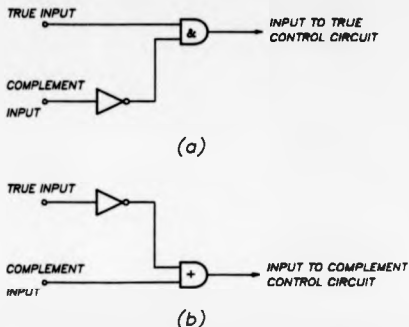 TRUE INPUT
&
INPUT TO TRUE
CONTROL CIRCUIT
COMPLEMENT
INPUT
(a)
TRUE INPUT
COMPLEMENT
INPUT
+
INPUT TO COMPLEMENT
CONTROL CIRCUIT
(b)